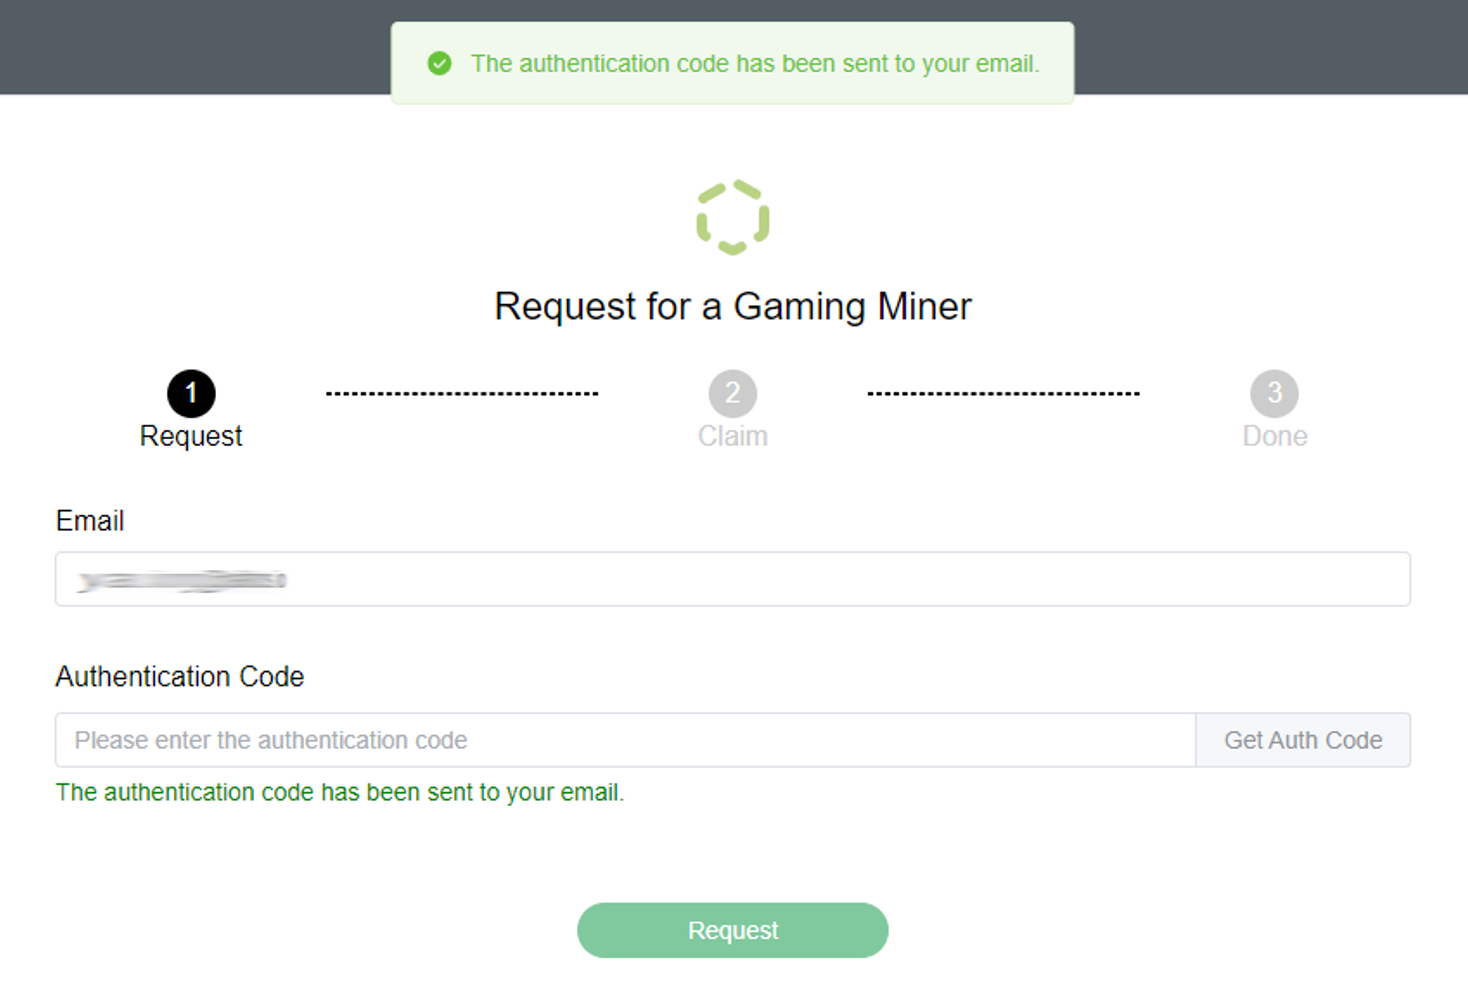 The authentication code has been sent to your email.
Request for a Gaming Miner
1
2
3
Request
Claim
Done
Email
Authentication Code
Please enter the authentication code
Get Auth Code
The authentication code has been sent to your email.
Request